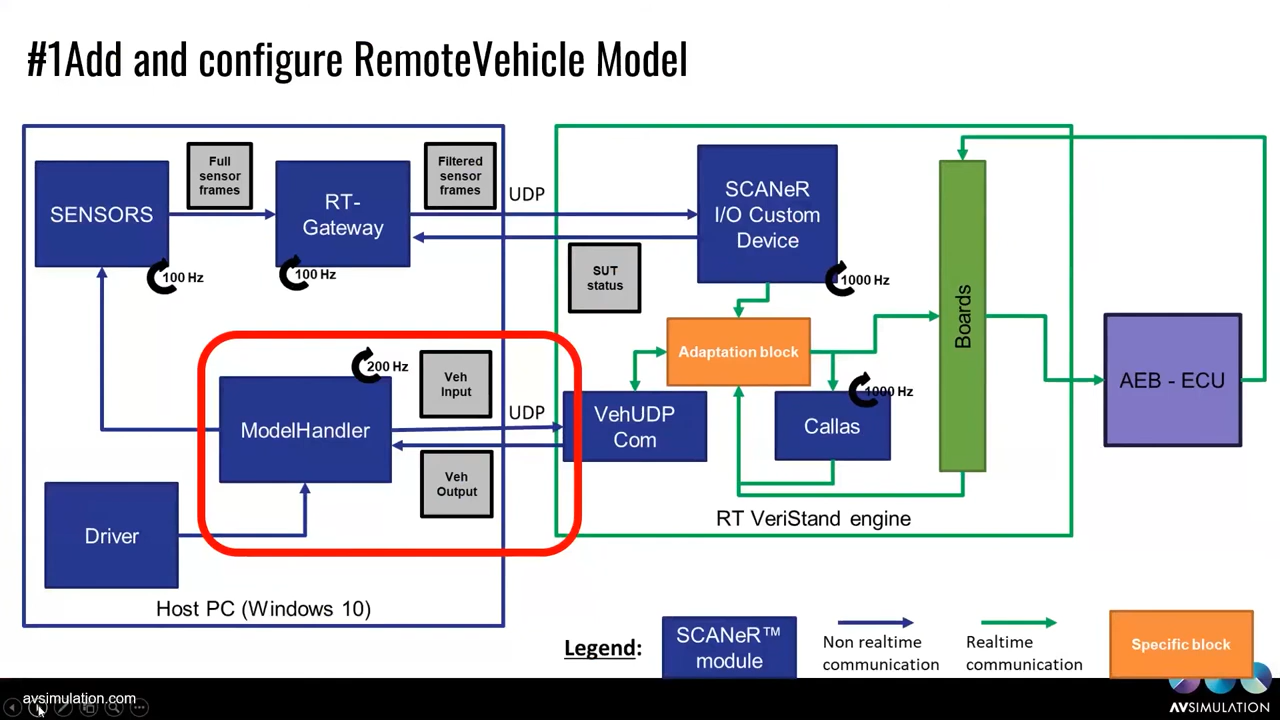 #1Add and configure RemoteVehicle Model
SENSORS
100 Hz
Full
sensor
frames
RT-
Gateway
100 Hz
Filtered
sensor
frames
UDP
SCANeR
I/O Custom
Device
1000 Hz
SUT
status
Adaptation block
Boards
AEB - ECU
200 Hz
ModelHandler
Veh
Input
UDP
Veh
Output
VehUDP
Com
1000 Hz
Callas
RT VeriStand engine
Driver
Host PC (Windows 10)
Legend:
SCANeR™
module
Non realtime
communication
Realtime
communication
Specific block
avsimulation.com
AVSIMULATION